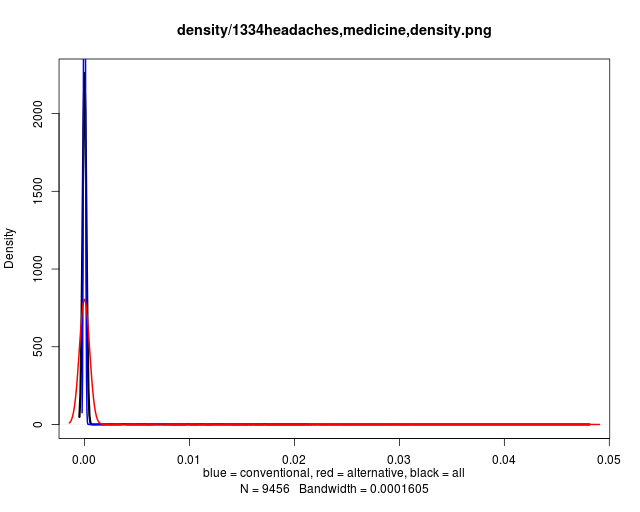 density/1334headaches,medicine,density.png
Density
2000
1500
1000
500
0
0.00 0.01 0.02 0.03 0.04 0.05
blue = conventional, red = alternative, black = all
N = 9456 Bandwidth = 0.0001605